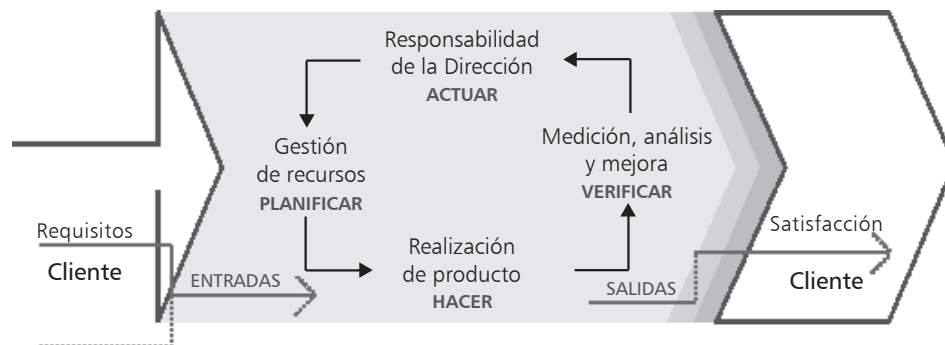 Responsabilidad
de la Dirección
ACTUAR
Gestión
de recursos
PLANIFICAR
Medición, análisis
y mejora
VERIFICAR
Requisitos
Cliente
ENTRADAS
Realización
de producto
HACER
SALIDAS
Satisfacción
Cliente